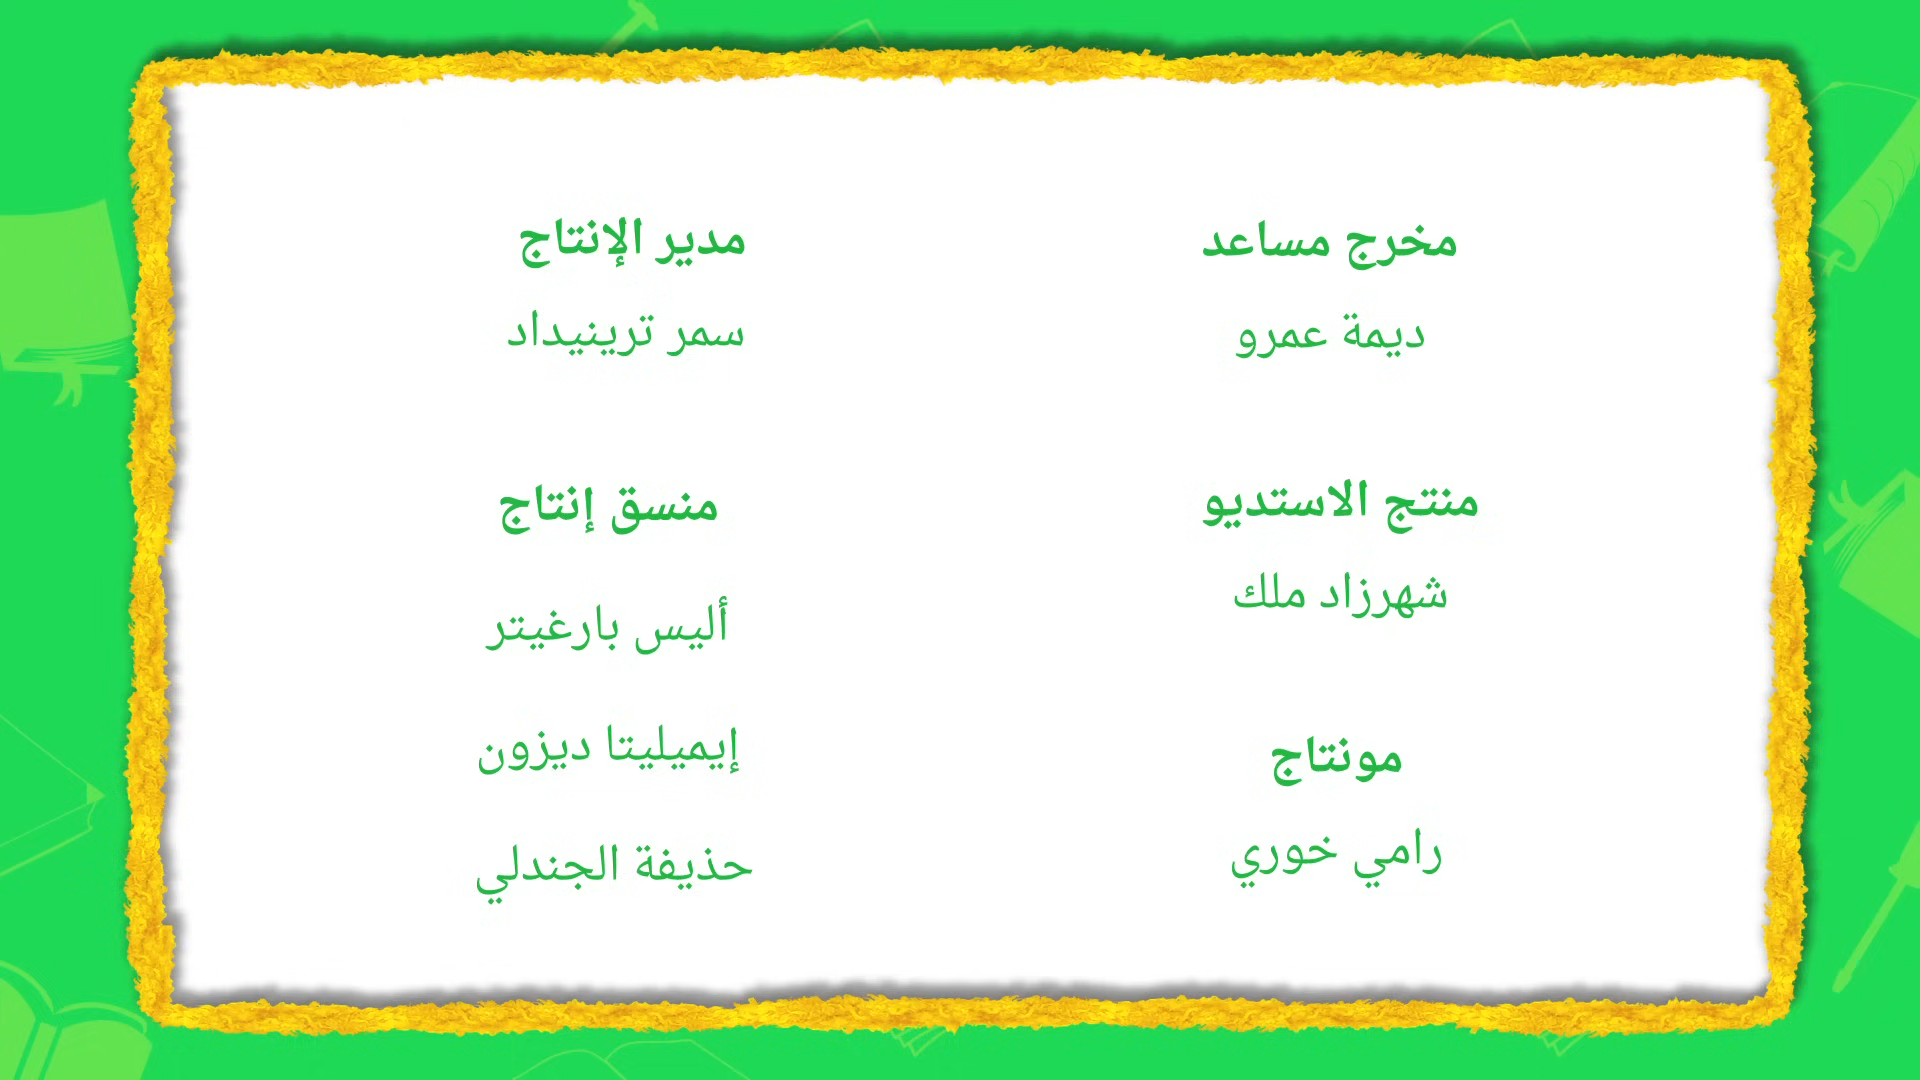 مخرج مساعد
ديمة عمرو
منتج الاستديو
شهرزاد ملك
مونتاج
رامي خوري
مدير الإنتاج
سمر ترينيداد
منسق إنتاج
أليس بارغيتر
إيميليتا ديزون
حذيفة الجندلي